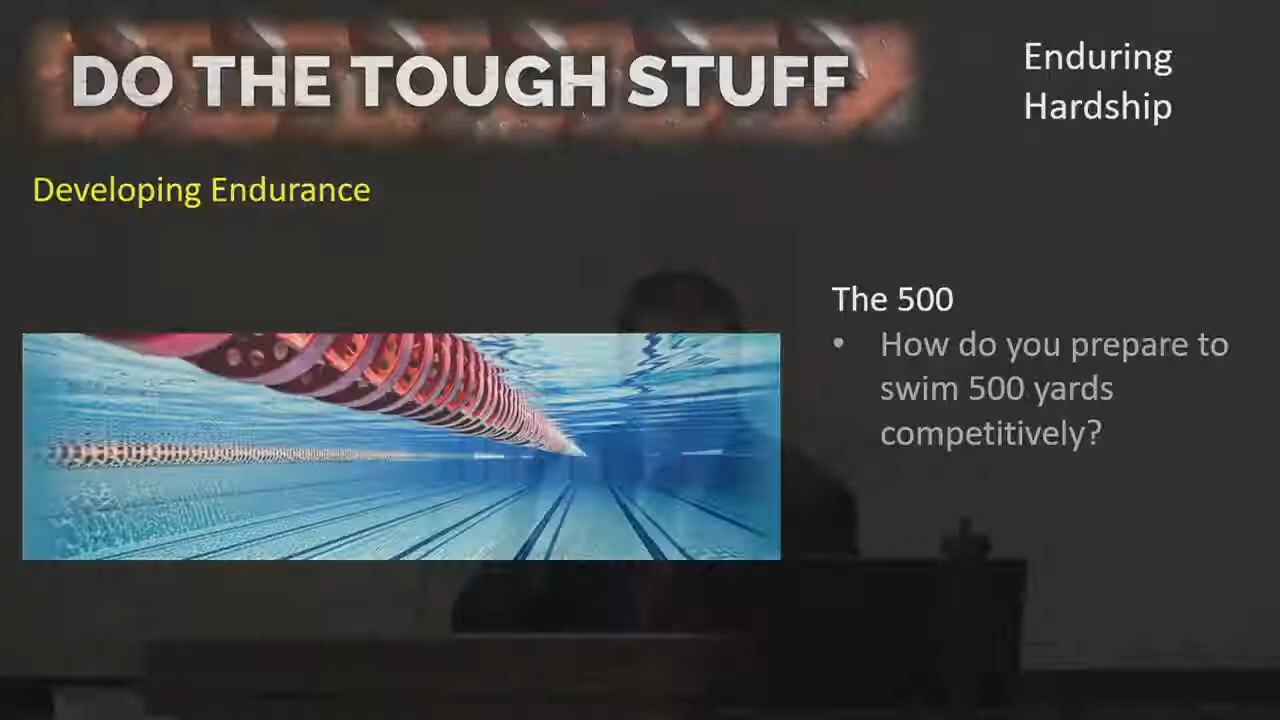 DO THE TOUGH STUFF
Enduring
Hardship
Developing Endurance
The 500
• How do you prepare to
swim 500 yards
competitively?